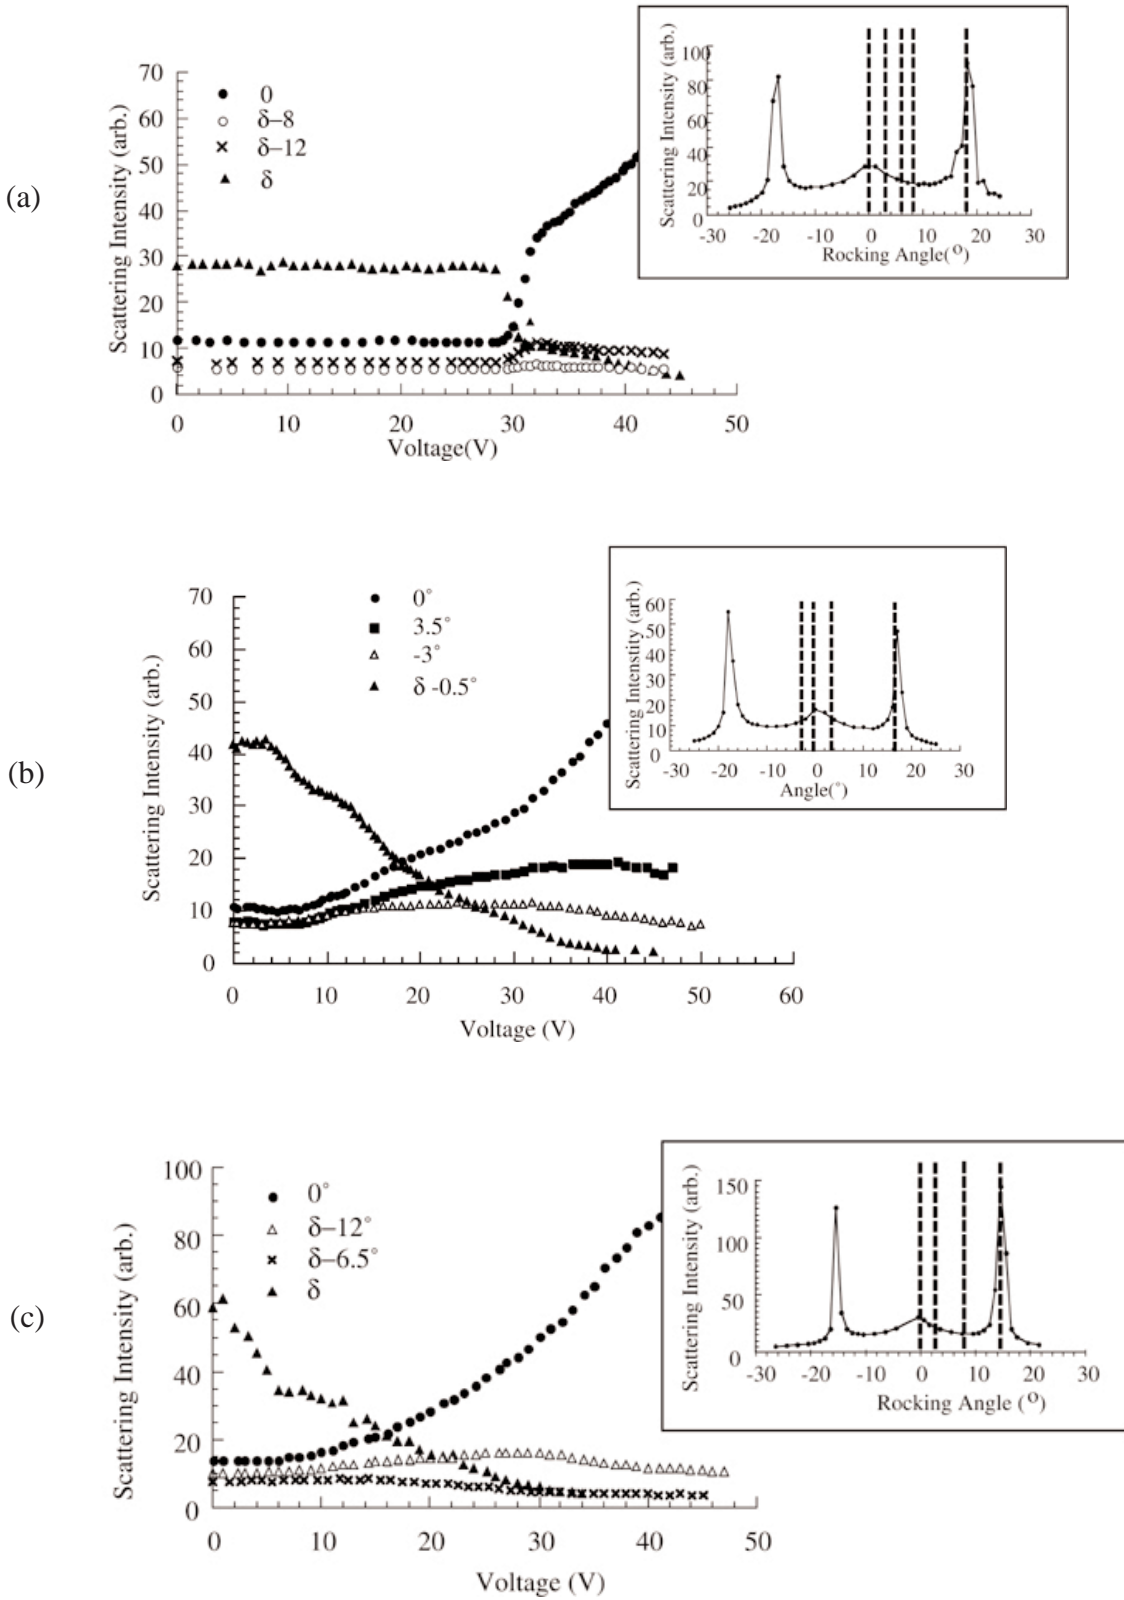 (a)
Scattering Intensity (arb.)
70
60
50
40
30
20
10
0
0
δ–8
δ–12
δ
0 10 20 30 40 50
Voltage(V)
Scattering Intensity (arb.)
100
80
60
40
20
0
-30 -20 -10 0 10 20 30
Rocking Angle(o)
(b)
Scattering Intensity (arb.)
70
60
50
40
30
20
10
0
0°
3.5°
-3°
δ -0.5°
0 10 20 30 40 50 60
Voltage (V)
Scattering Intenstity (arb.)
60
50
40
30
20
10
0
-30 -20 -10 0 10 20 30
Angle(°)
(c)
Scattering Intensity (arb.)
100
80
60
40
20
0
0°
δ–12°
δ–6.5°
δ
0 10 20 30 40 50
Voltage (V)
Scattering Intensity (arb.)
150
100
50
0
-30 -20 -10 0 10 20 30
Rocking Angle (o)